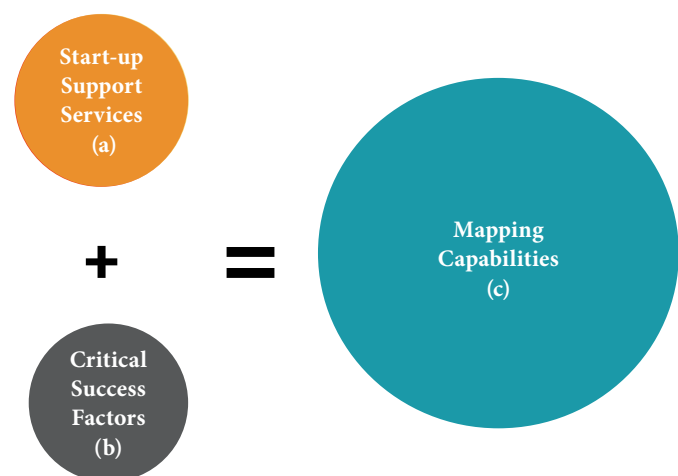 Start-up
Support
Services
(a)
+
Critical
Success
Factors
(b)
=
Mapping
Capabilities
(c)